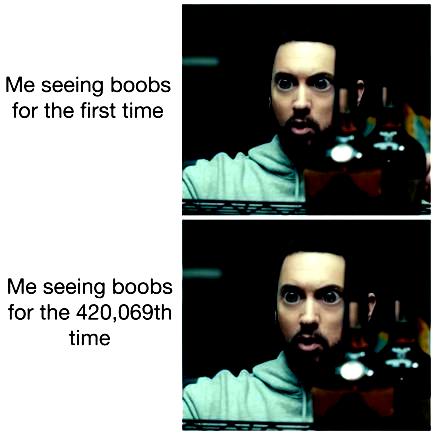 Me seeing boobs
for the first time
Me seeing boobs
for the 420,069th
time